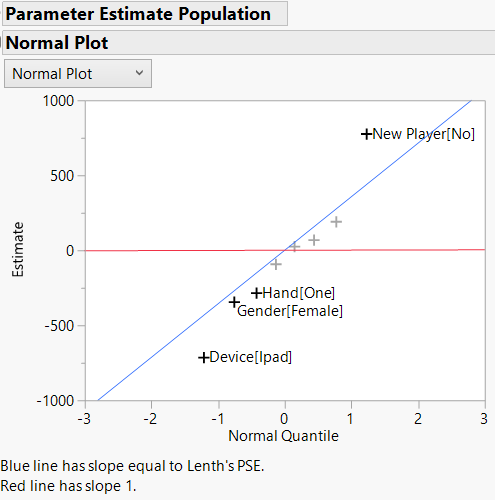 Parameter Estimate Population
Normal Plot
Normal Plot
1000
New Player[No]
500
0
Hand[One]
Gender[Female]
-500
Device[Ipad]
-1000
Estimate
-3 -2 -1 0 1 2 3
Normal Quantile
Blue line has slope equal to Lenth's PSE.
Red line has slope 1.